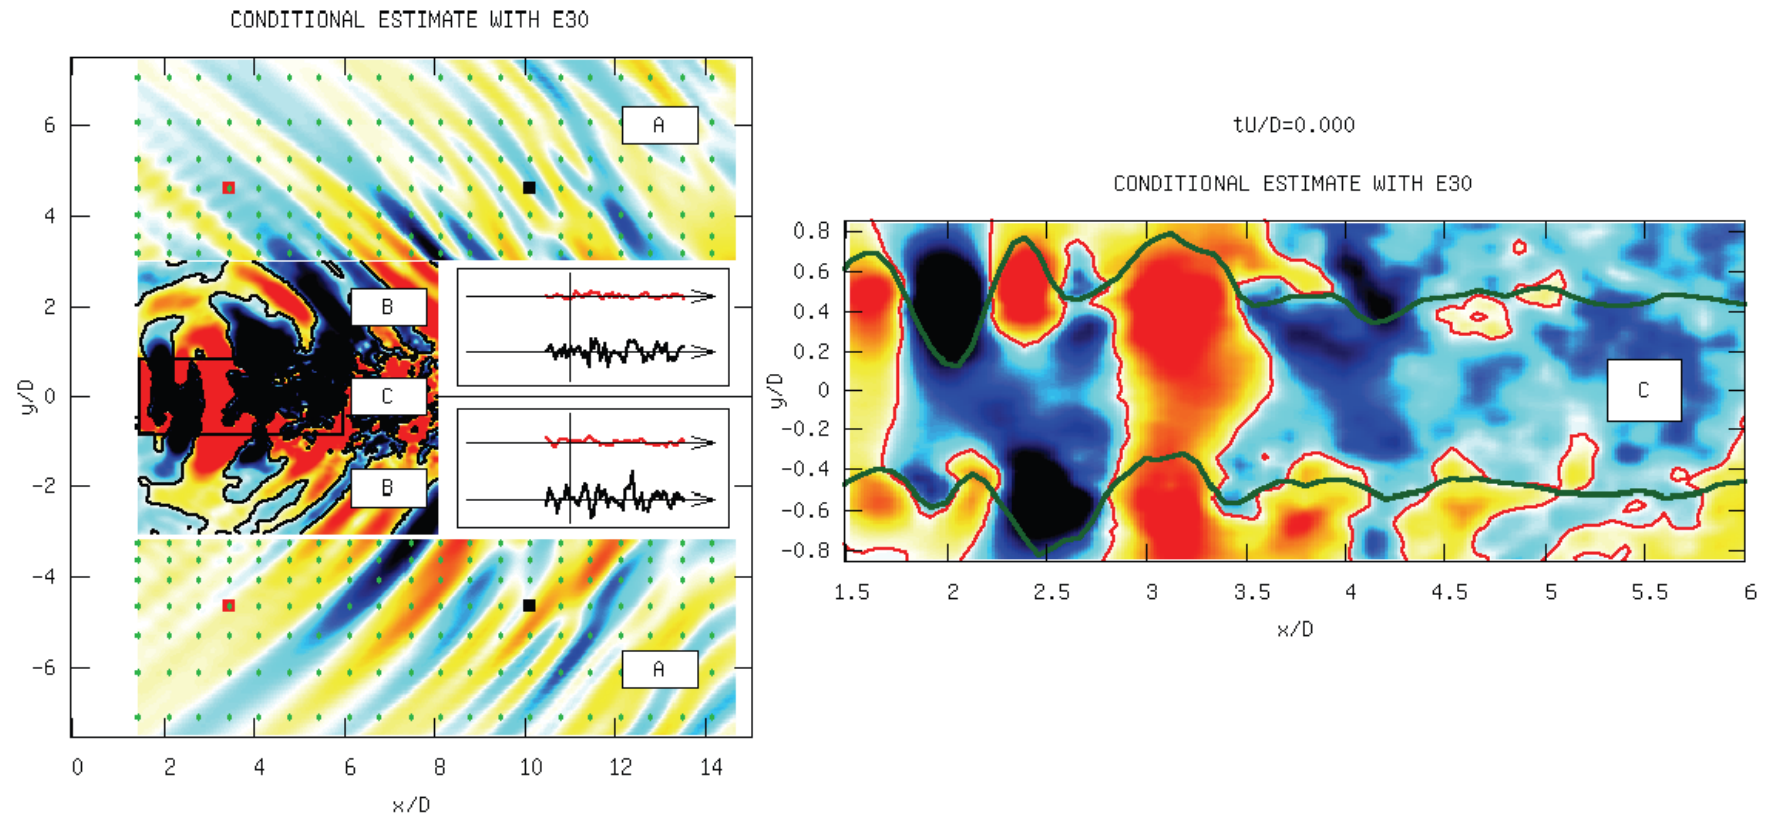 CONDITIONAL ESTIMATE WITH E30
6
4
2
0
-2
-4
-6
y/D
A
B
C
B
A
0 2 4 6 8 10 12 14
x/D
tU/D=0.000
CONDITIONAL ESTIMATE WITH E30
0.8
0.6
0.4
0.2
0
-0.2
-0.4
-0.6
-0.8
y/D
C
1.5 2 2.5 3 3.5 4 4.5 5 5.5 6
x/D